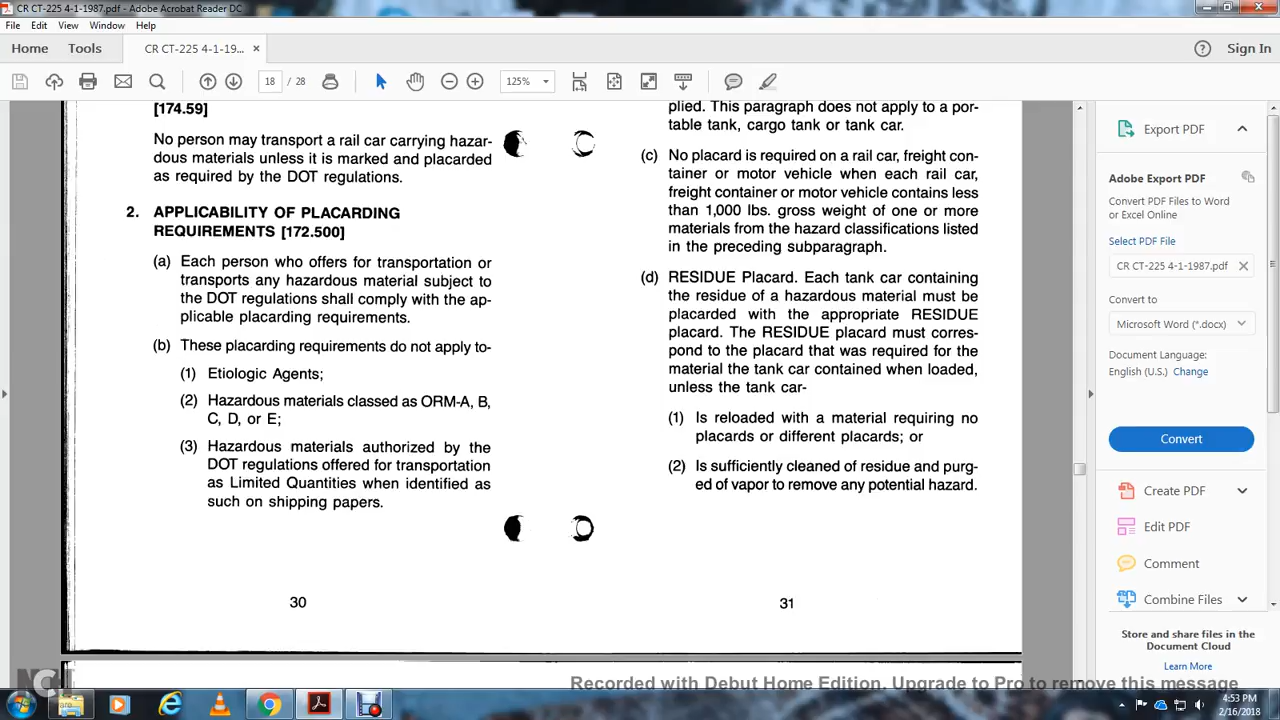 CR CT-225 4-1-1987.pdf - Adobe Acrobat Reader DC
File Edit View Window Help
Home Tools CR CT-225 4-1-19... × Sign In
18 / 28 125%
[174.59]
No person may transport a rail car carrying hazar-
dous materials unless it is marked and placarded
as required by the DOT regulations.
2. APPLICABILITY OF PLACARDING
REQUIREMENTS [172.500]
(a) Each person who offers for transportation or
transports any hazardous material subject to
the DOT regulations shall comply with the ap-
plicable placarding requirements.
(b) These placarding requirements do not apply to-
(1) Etiologic Agents;
(2) Hazardous materials classed as ORM-A, B,
C, D, or E;
(3) Hazardous materials authorized by the
DOT regulations offered for transportation
as Limited Quantities when identified as
such on shipping papers.
30
plied. This paragraph does not apply to a por-
table tank, cargo tank or tank car.
(c) No placard is required on a rail car, freight con-
tainer or motor vehicle when each rail car,
freight container or motor vehicle contains less
than 1,000 lbs. gross weight of one or more
materials from the hazard classifications listed
in the preceding subparagraph.
(d) RESIDUE Placard. Each tank car containing
the residue of a hazardous material must be
placarded with the appropriate RESIDUE
placard. The RESIDUE placard must corres-
pond to the placard that was required for the
material the tank car contained when loaded,
unless the tank car-
(1) Is reloaded with a material requiring no
placards or different placards; or
(2) Is sufficiently cleaned of residue and purg-
ed of vapor to remove any potential hazard.
31
Export PDF
Adobe Export PDF
Convert PDF Files to Word
or Excel Online
Select PDF File
CR CT-225 4-1-1987.pdf
Convert to
Microsoft Word (*.docx)
Document Language:
English (U.S.) Change
Convert
Create PDF
Edit PDF
Comment
Combine Files
Store and share files in the
Document Cloud
Learn More
NCH
Recorded with Debut Home Edition. Upgrade to Pro to remove this message
4:53 PM
2/16/2018